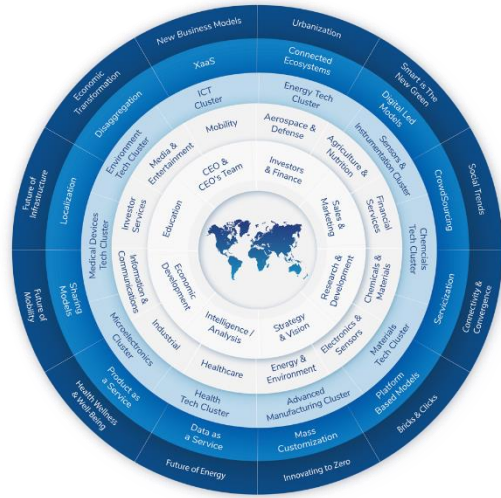 New Business Models
Urbanization
Smart is The
New Green
Social Trends
Connectivity &
Convergence
Bricks & Clicks
Innovating to Zero
Future of Energy
Health Wellness
& Well-Being
Future of
Mobility
Future of
Infrastructure
Economic
Transformation
XaaS
Connected
Ecosystems
Digital Led
Models
CrowdSourcing
Servicization
Platform
Based Models
Mass
Customization
Data as
a Service
Product as
a Service
Sharing
Models
Localization
Disaggregation
ICT
Cluster
Energy Tech
Cluster
Sensors &
Instrumentation Cluster
Chemcials
Tech Cluster
Materials
Tech Cluster
Advanced
Manufacturing Cluster
Health
Tech Cluster
Microelectronics
Cluster
Medical Devices
Tech Cluster
Environment
Tech Cluster
Mobility
Aerospace &
Defense
Agriculture &
Nutrition
Financial
Services
Chemicals &
Materials
Electronics &
Sensors
Energy &
Environment
Healthcare
Industrial
Information &
Communications
Investor
Services
Media &
Entertainment
CEO &
CEO's Team
Investors
& Finance
Sales &
Marketing
Research &
Development
Strategy
& Vision
Intelligence /
Analysis
Economic
Development
Education